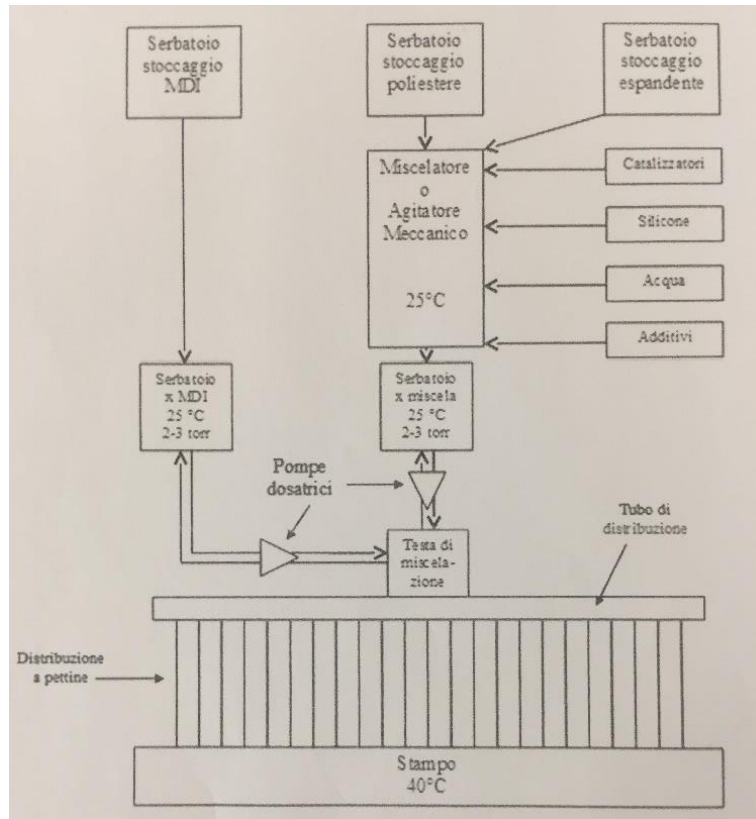 Serbatoio
stoccaggio
MDI
Serbatoio
stoccaggio
poliestere
Serbatoio
stoccaggio
espandente
Miscelatore
o
Agitatore
Meccanico
25°C
Catalizzatori
Silicone
Acqua
Additivi
Serbatoio
x MDI
25 °C
2-3 torr
Serbatoio
x miscela
25 °C
2-3 torr
Pompe
dosatrici
Testa di
miscela-
zione
Tubo di
distribuzione
Distribuzione
a pettine
Stampo
40°C